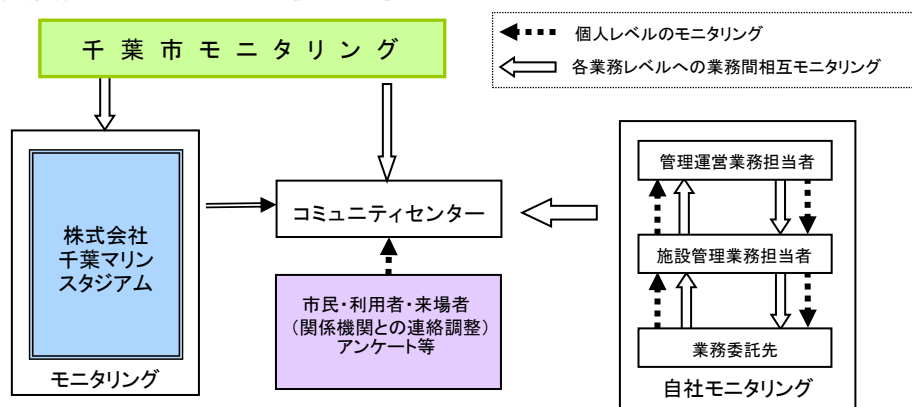 千葉市モニタリング
個人レベルのモニタリング
各業務レベルへの業務間相互モニタリング
株式会社
千葉マリン
スタジアム
モニタリング
コミュニティセンター
市民・利用者・来場者
（関係機関との連絡調整）
アンケート等
管理運営業務担当者
施設管理業務担当者
業務委託先
自社モニタリング